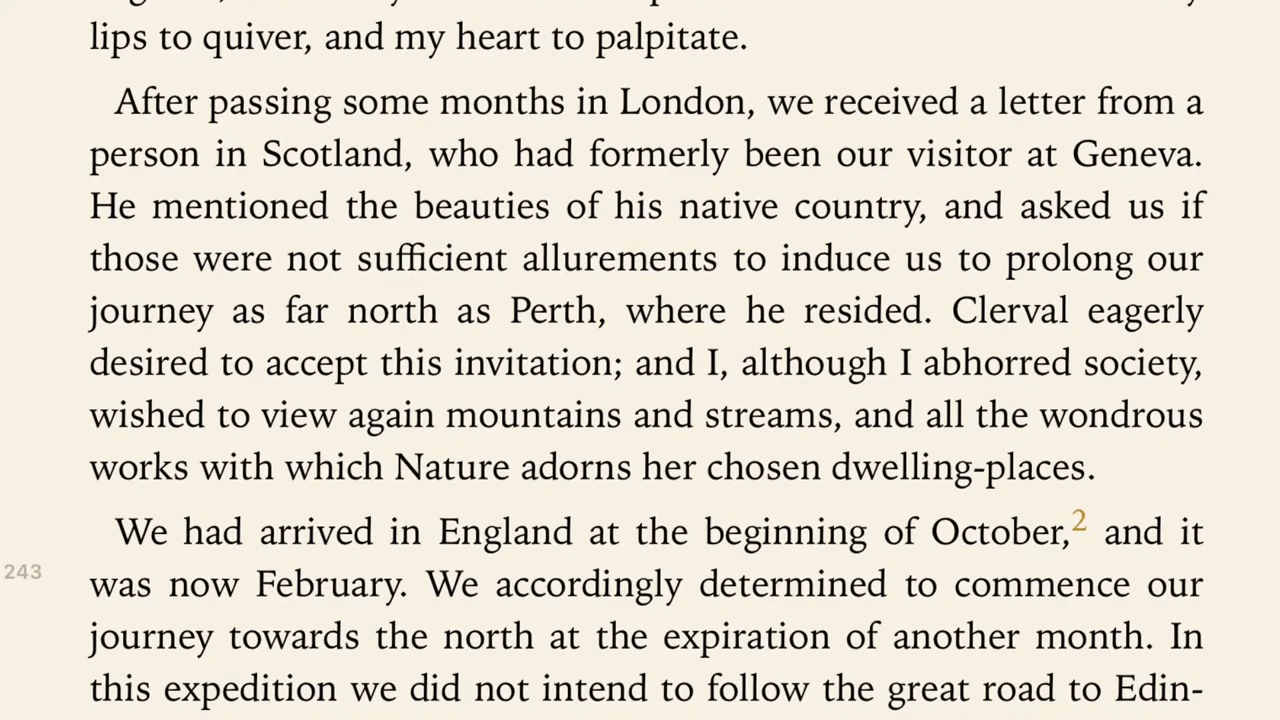 lips to quiver, and my heart to palpitate.
After passing some months in London, we received a letter from a
person in Scotland, who had formerly been our visitor at Geneva.
He mentioned the beauties of his native country, and asked us if
those were not sufficient allurements to induce us to prolong our
journey as far north as Perth, where he resided. Clerval eagerly
desired to accept this invitation; and I, although I abhorred society,
wished to view again mountains and streams, and all the wondrous
works with which Nature adorns her chosen dwelling-places.
We had arrived in England at the beginning of October,2 and it
243
was now February. We accordingly determined to commence our
journey towards the north at the expiration of another month. In
this expedition we did not intend to follow the great road to Edin-